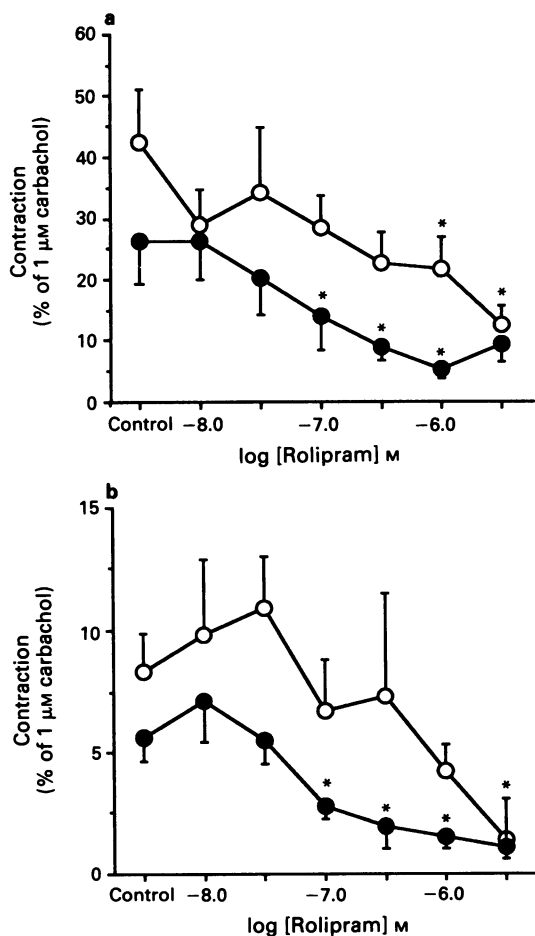 a
Contraction
(% of 1 μM carbachol)
60
50
40
30
20
10
0
*
*
*
*
*
Control -8.0 -7.0 -6.0
log [Rolipram] M
b
Contraction
(% of 1 μM carbachol)
15
10
5
0
*
*
*
*
Control -8.0 -7.0 -6.0
log [Rolipram] M